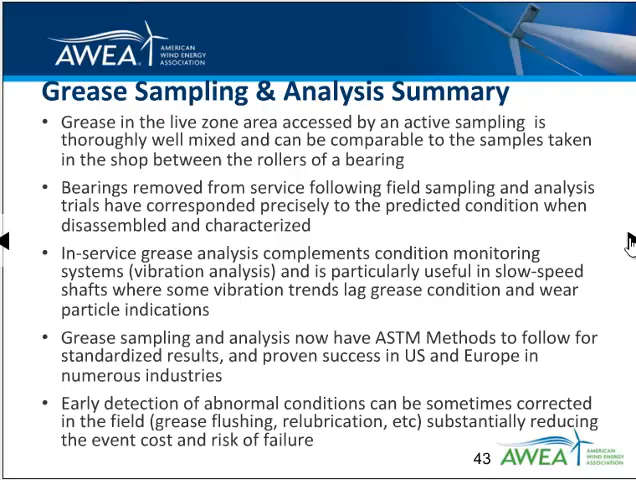 AWEA® AMERICAN
WIND ENERGY
ASSOCIATION
Grease Sampling & Analysis Summary
• Grease in the live zone area accessed by an active sampling is
thoroughly well mixed and can be comparable to the samples taken
in the shop between the rollers of a bearing
• Bearings removed from service following field sampling and analysis
trials have corresponded precisely to the predicted condition when
disassembled and characterized
• In-service grease analysis complements condition monitoring
systems (vibration analysis) and is particularly useful in slow-speed
shafts where some vibration trends lag grease condition and wear
particle indications
• Grease sampling and analysis now have ASTM Methods to follow for
standardized results, and proven success in US and Europe in
numerous industries
• Early detection of abnormal conditions can be sometimes corrected
in the field (grease flushing, relubrication, etc) substantially reducing
the event cost and risk of failure
43
AWEA AMERICAN
WIND ENERGY
ASSOCIATION